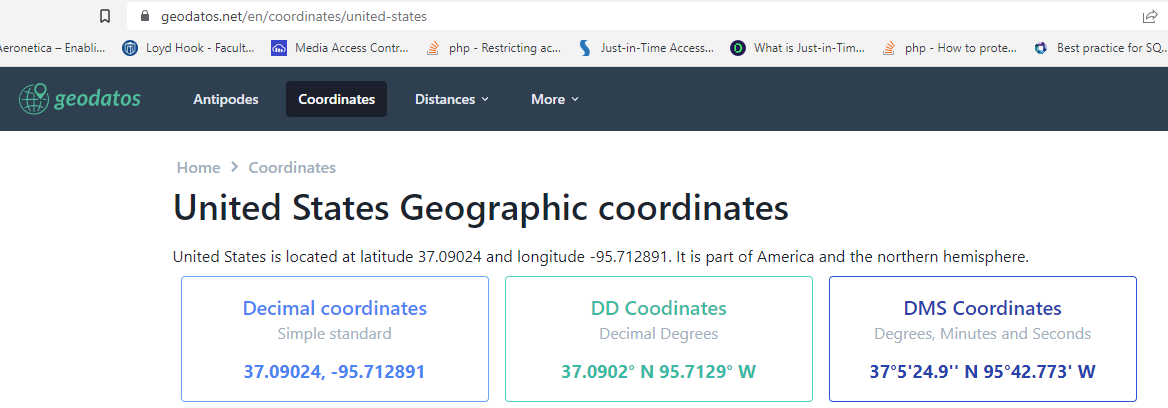 geodatos.net/en/coordinates/united-states
Aeronetica – Enabli... Loyd Hook - Facult... Media Access Contr... php - Restricting ac... Just-in-Time Access... What is Just-in-Tim... php - How to prote... Best practice for SQ...
geodatos Antipodes Coordinates Distances More
Home > Coordinates
United States Geographic coordinates
United States is located at latitude 37.09024 and longitude -95.712891. It is part of America and the northern hemisphere.
Decimal coordinates
Simple standard
37.09024, -95.712891
DD Coodinates
Decimal Degrees
37.0902° N 95.7129° W
DMS Coordinates
Degrees, Minutes and Seconds
37°5'24.9'' N 95°42.773' W